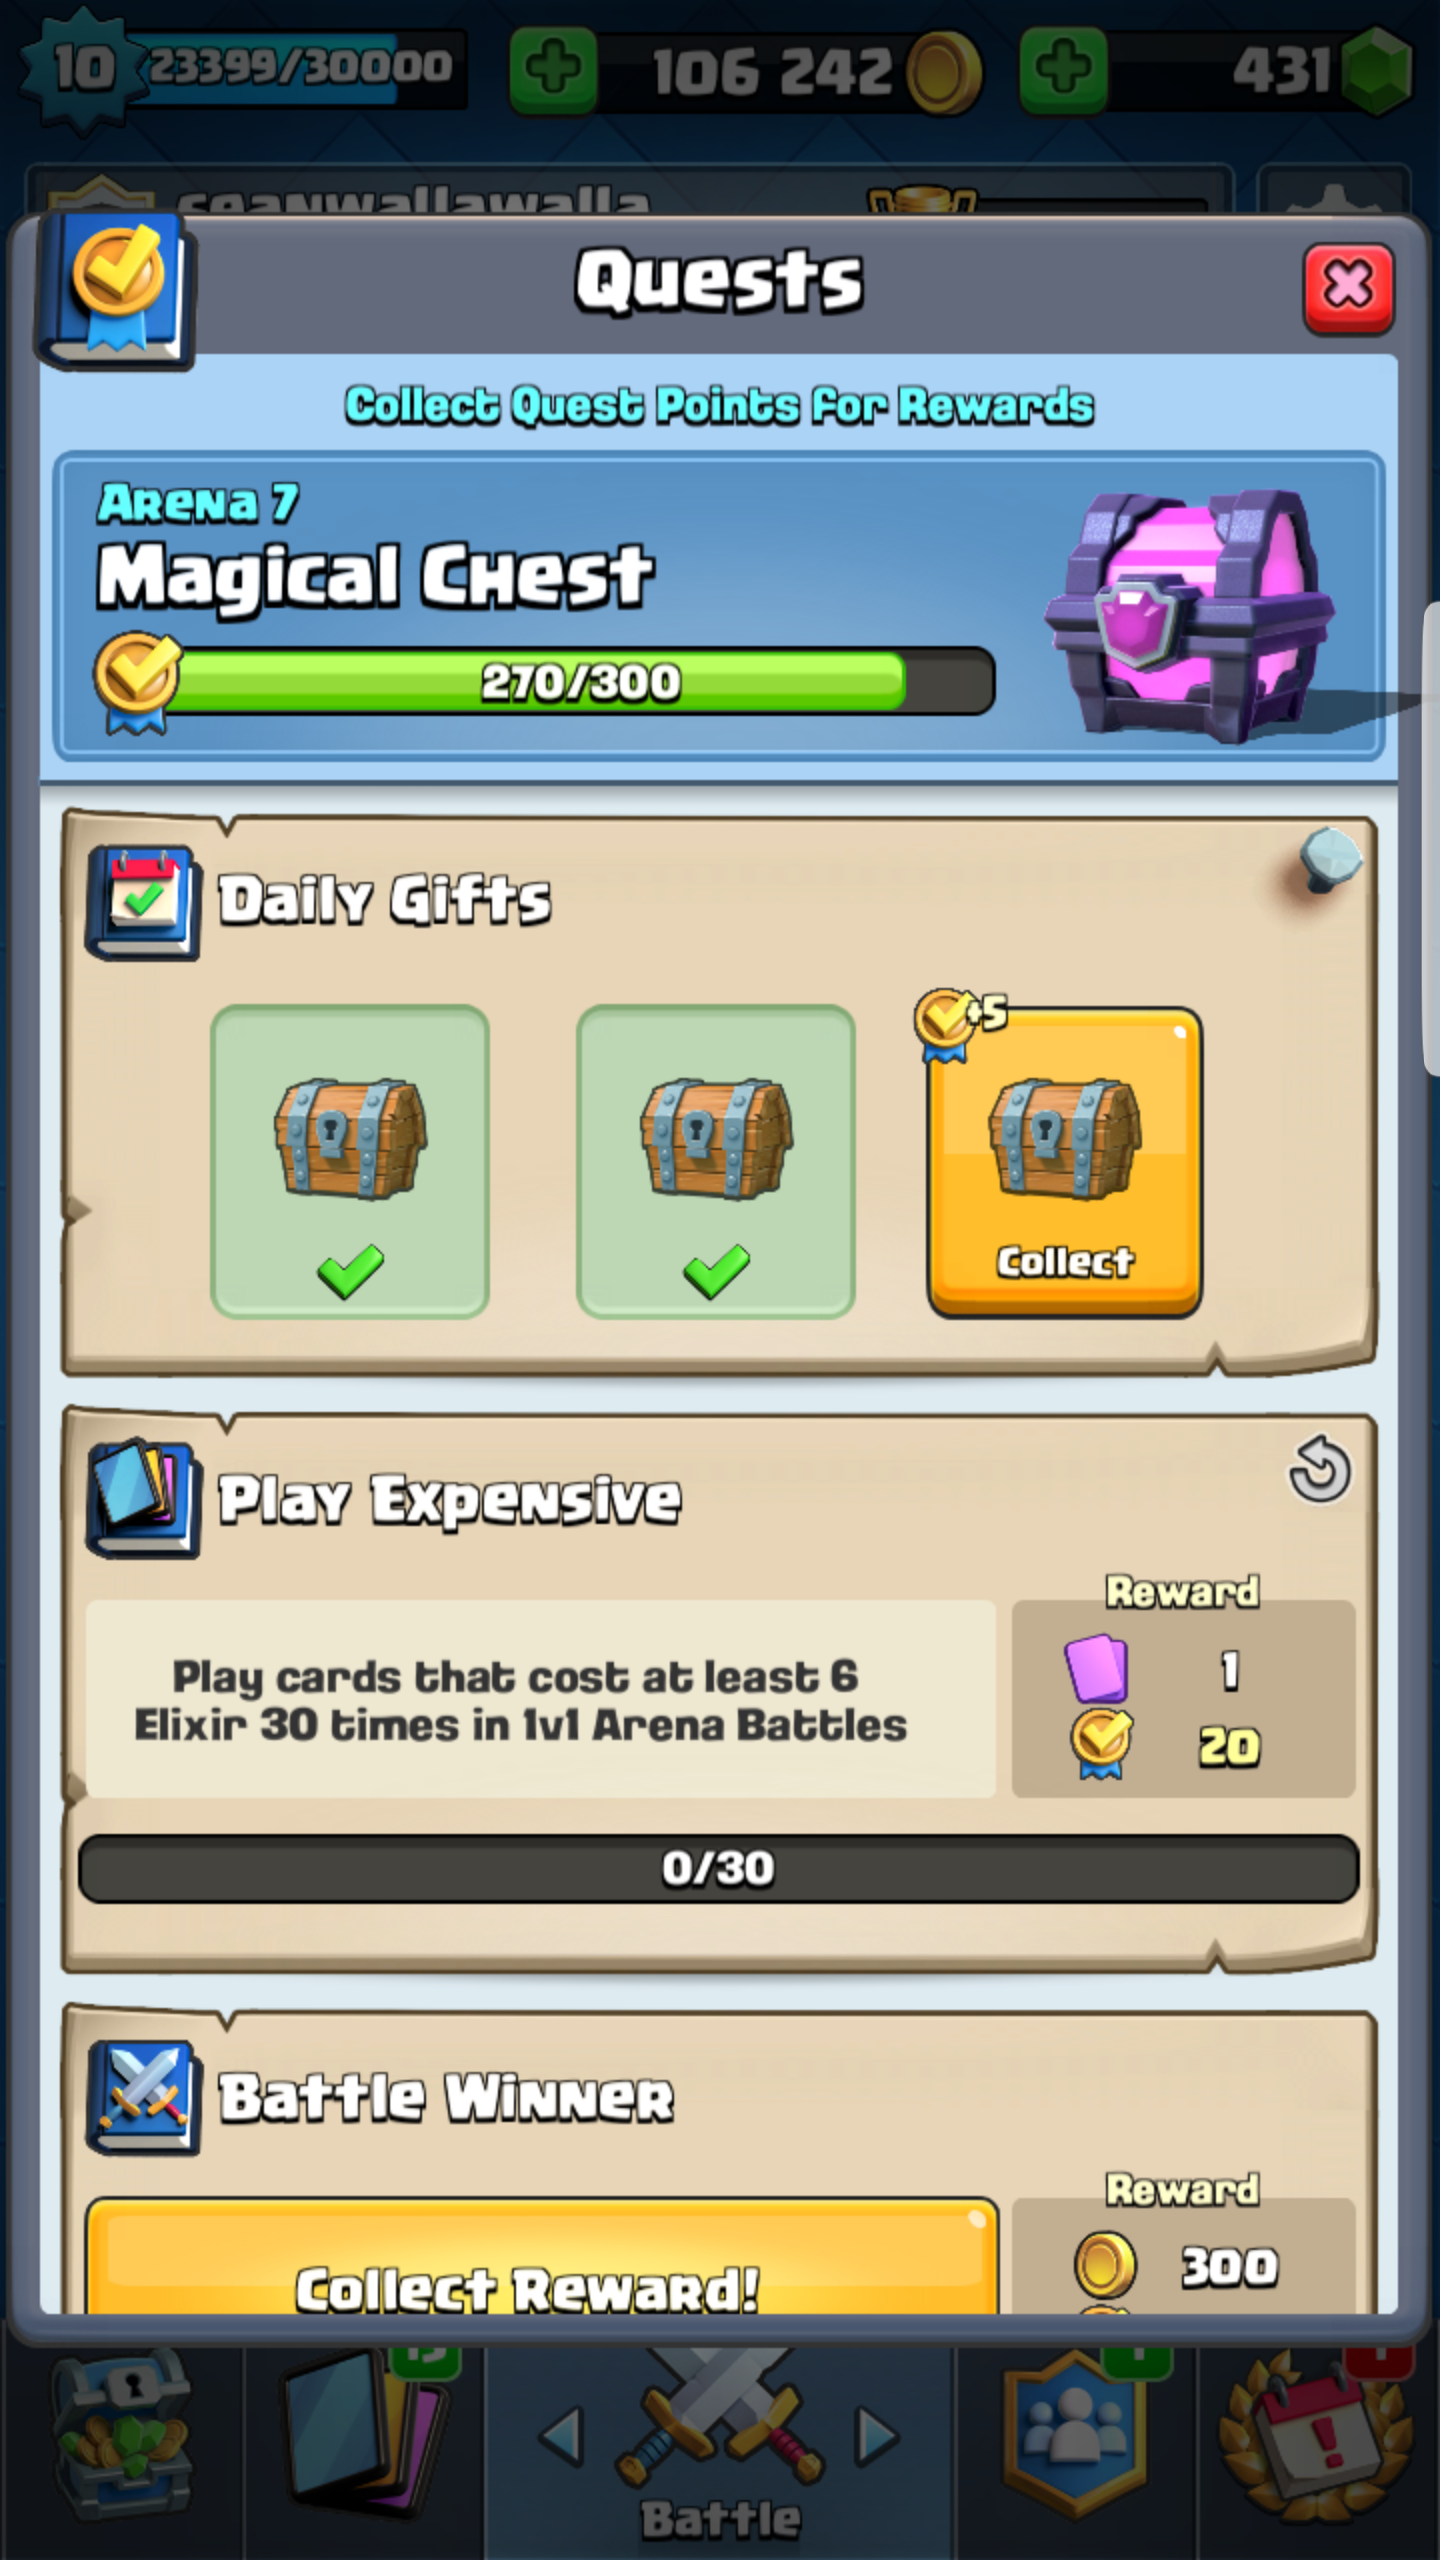 10
23399/30000
106 242
431
seanwallawalla
Quests
Collect Quest Points for Rewards
Arena 7
Magical Chest
270/300
Daily Gifts
+5
Collect
Play Expensive
Reward
Play cards that cost at least 6
Elixir 30 times in 1v1 Arena Battles
1
20
0/30
Battle Winner
Reward
Collect Reward!
300
Battle